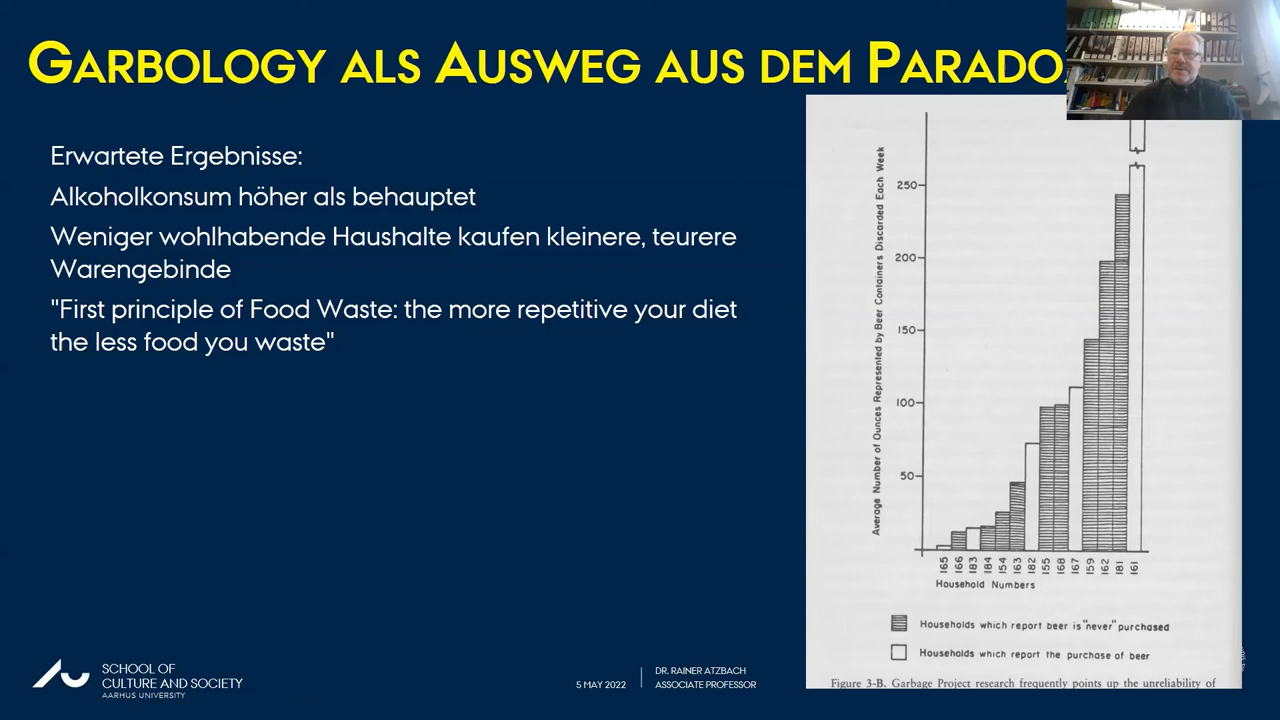 GARBOLOGY ALS AUSWEG AUS DEM PARADO
Erwartete Ergebnisse:
Alkoholkonsum höher als behauptet
Weniger wohlhabende Haushalte kaufen kleinere, teurere
Warengebinde
"First principle of Food Waste: the more repetitive your diet
the less food you waste"
Average Number of Ounces Represented by Beer Containers Discarded Each Week
250
200
150
100
50
165 166 183 184 154 163 182 155 168 167 159 162 181 161
Household Numbers
Households which report beer is "never" purchased
Households which report the purchase of beer
Figure 3-B. Garbage Project research frequently points up the unreliability of
SCHOOL OF
CULTURE AND SOCIETY
AARHUS UNIVERSITY
5 MAY 2022
DR. RAINER ATZBACH
ASSOCIATE PROFESSOR